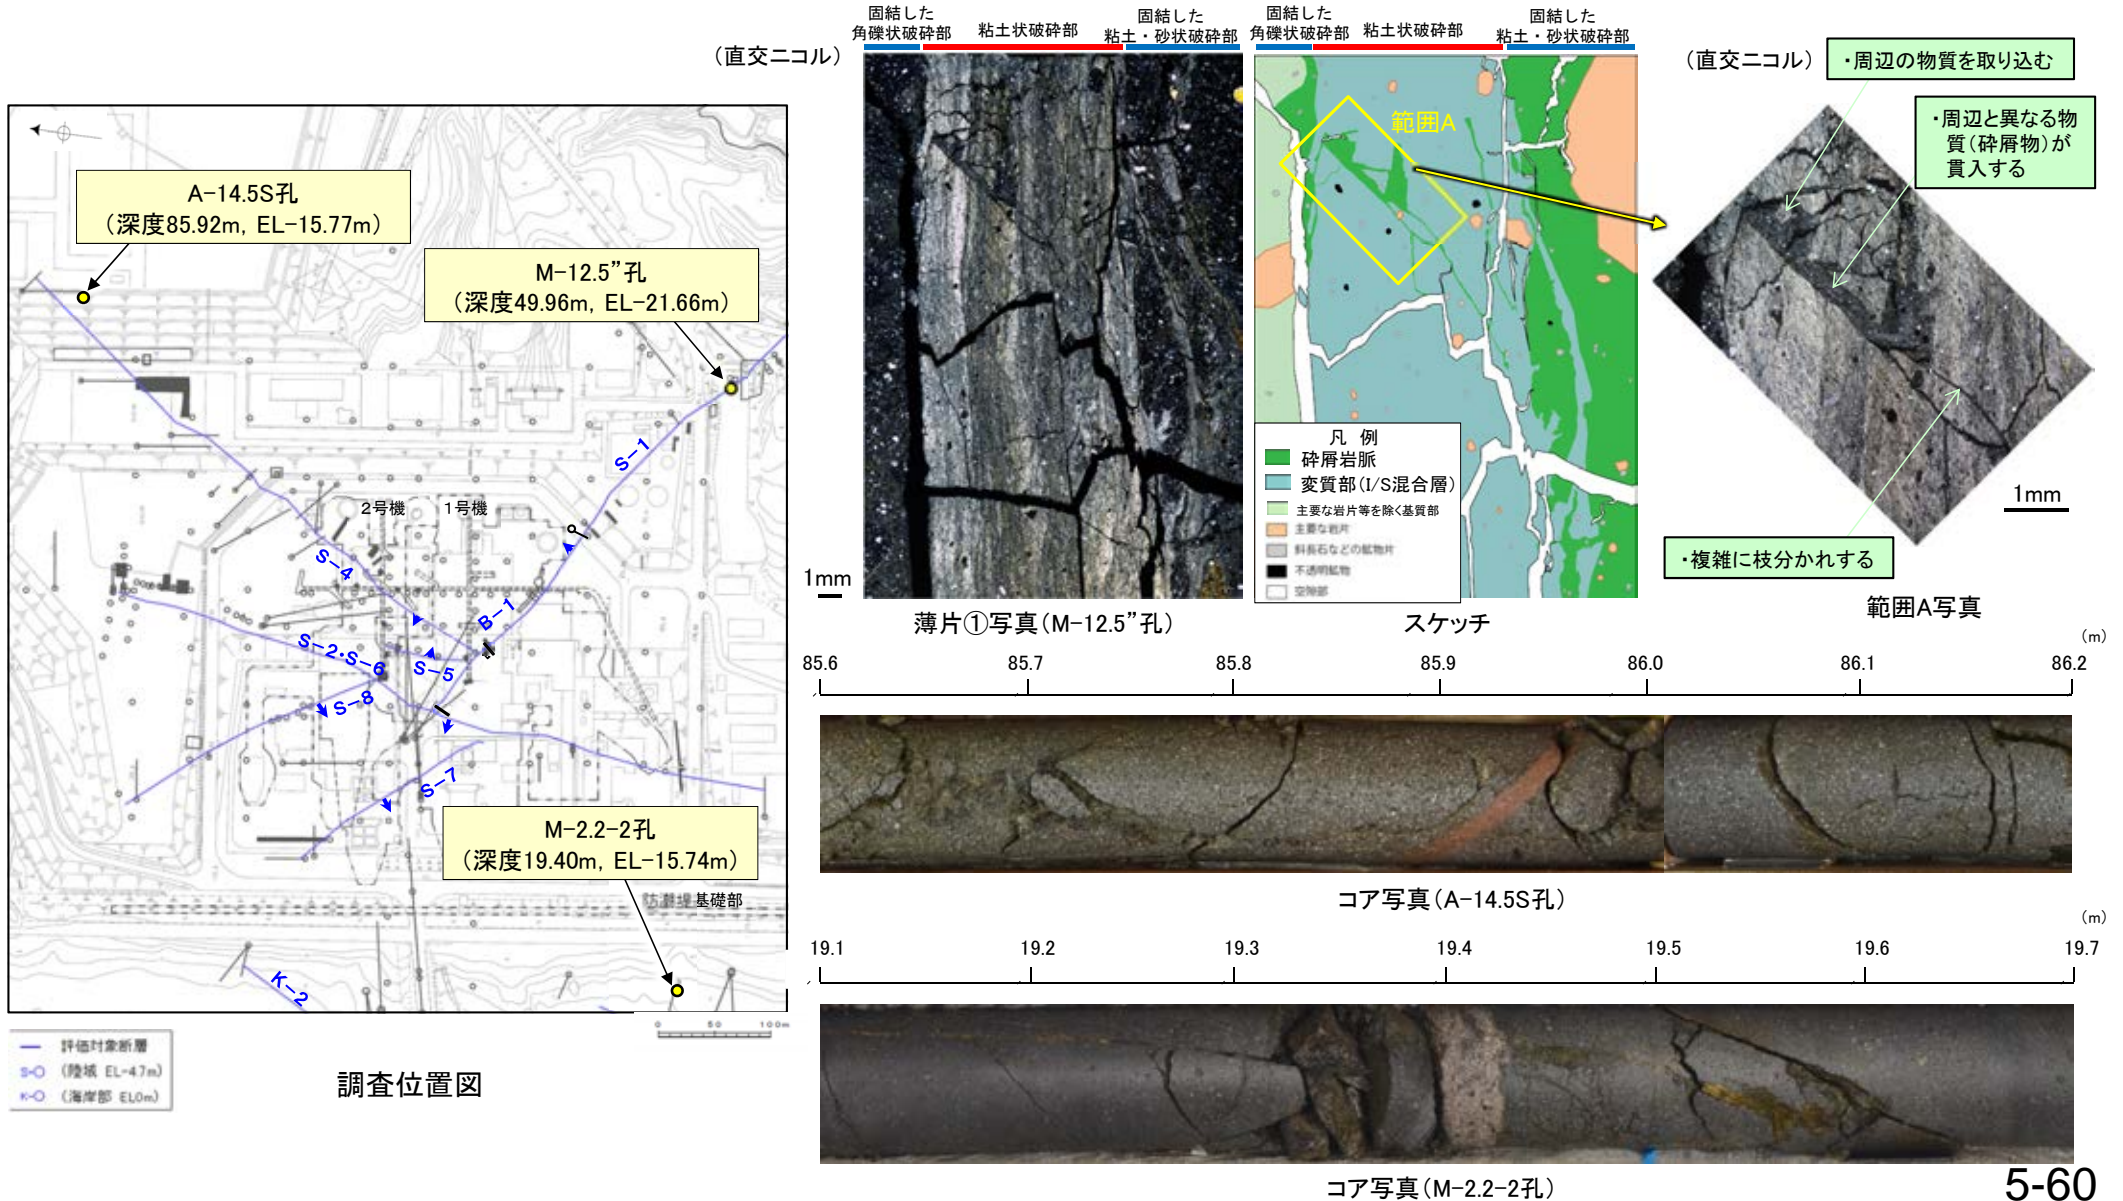 固結した
角礫状破砕部
粘土状破砕部
固結した
粘土・砂状破砕部
固結した
角礫状破砕部
粘土状破砕部
固結した
粘土・砂状破砕部
（直交ニコル）
（直交ニコル）
・周辺の物質を取り込む
・周辺と異なる物
質（砕屑物）が
貫入する
範囲A
A-14.5S孔
（深度85.92m, EL-15.77m）
M-12.5”孔
（深度49.96m, EL-21.66m）
S-1
2号機
1号機
S-4
B-1
S-2・S-6
S-5
S-8
S-7
M-2.2-2孔
（深度19.40m, EL-15.74m）
防潮堤基礎部
K-2
0 50 100m
評価対象断層
S-○ （陸域 EL-4.7m）
K-○ （海岸部 EL0m）
調査位置図
凡 例
砕屑岩脈
変質部（I/S混合層）
主要な岩片等を除く基質部
主要な岩片
斜長石などの鉱物片
不透明鉱物
空隙部
1mm
1mm
・複雑に枝分かれする
薄片①写真（M-12.5”孔）
スケッチ
範囲A写真
（m）
85.6 85.7 85.8 85.9 86.0 86.1 86.2
コア写真（A-14.5S孔）
（m）
19.1 19.2 19.3 19.4 19.5 19.6 19.7
コア写真（M-2.2-2孔）
5-60